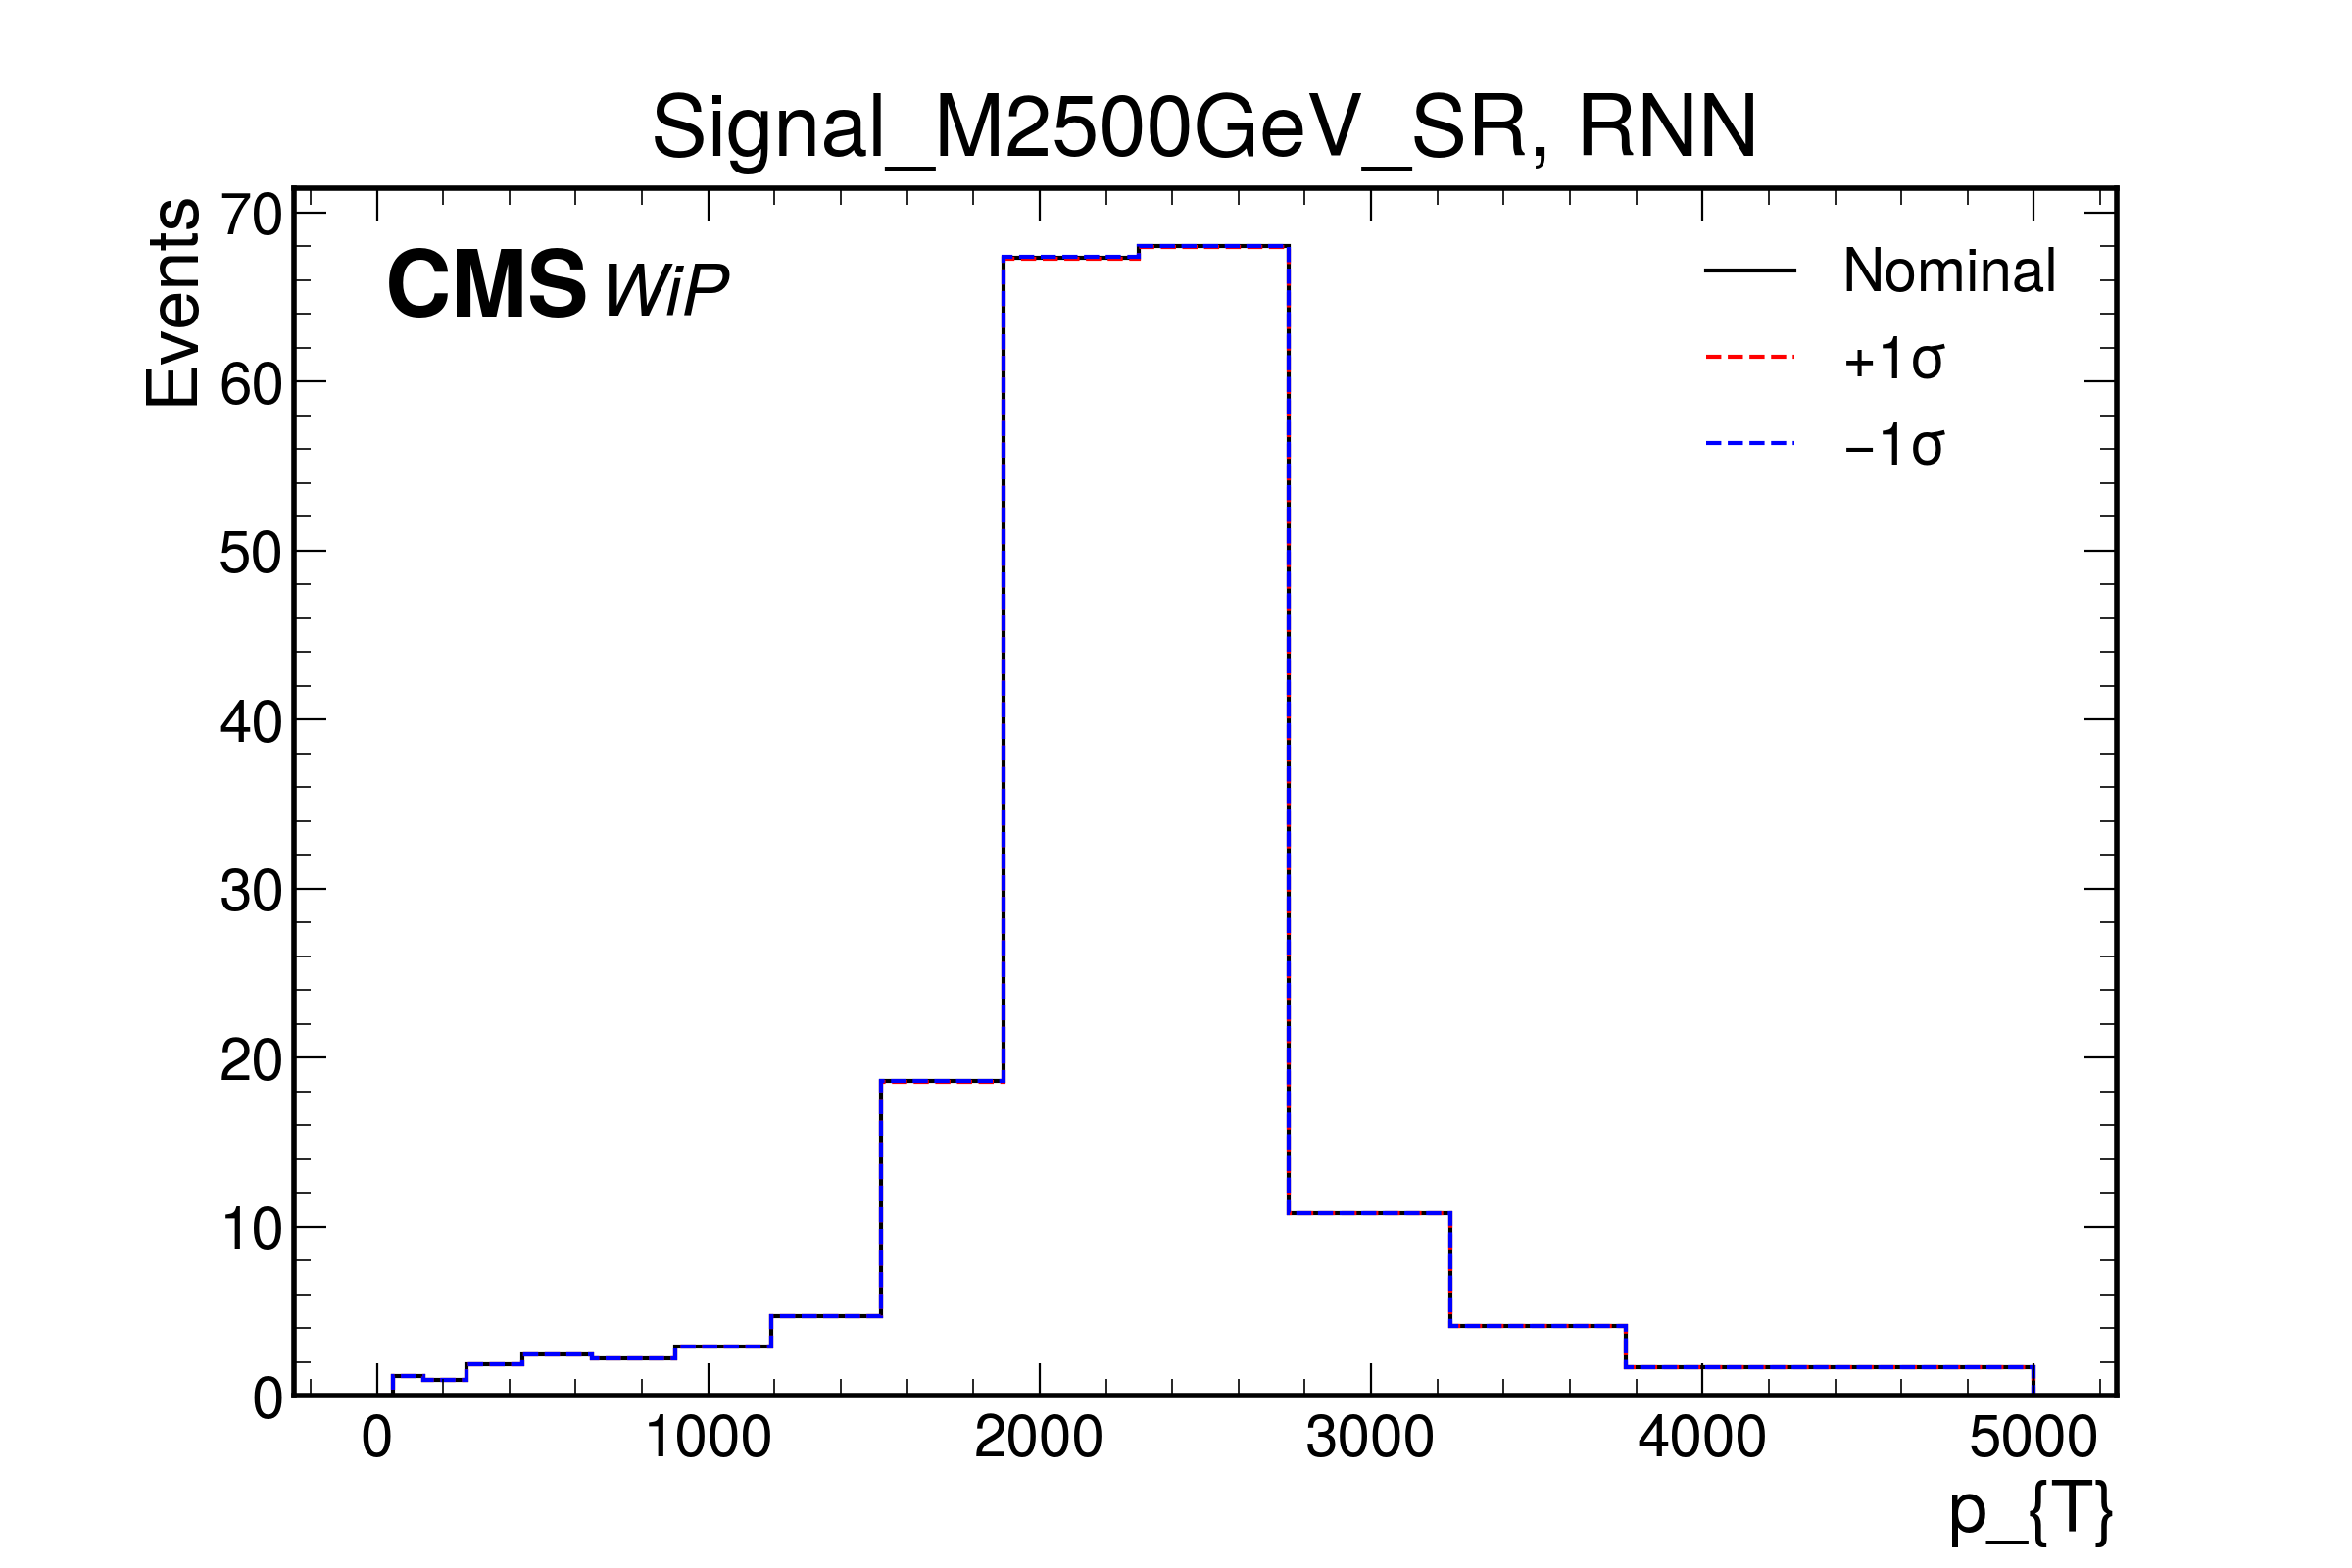 Signal_M2500GeV_SR, RNN
Events
70
60
50
40
30
20
10
0
CMS WiP
Nominal
+1σ
−1σ
0 1000 2000 3000 4000 5000
p_{T}